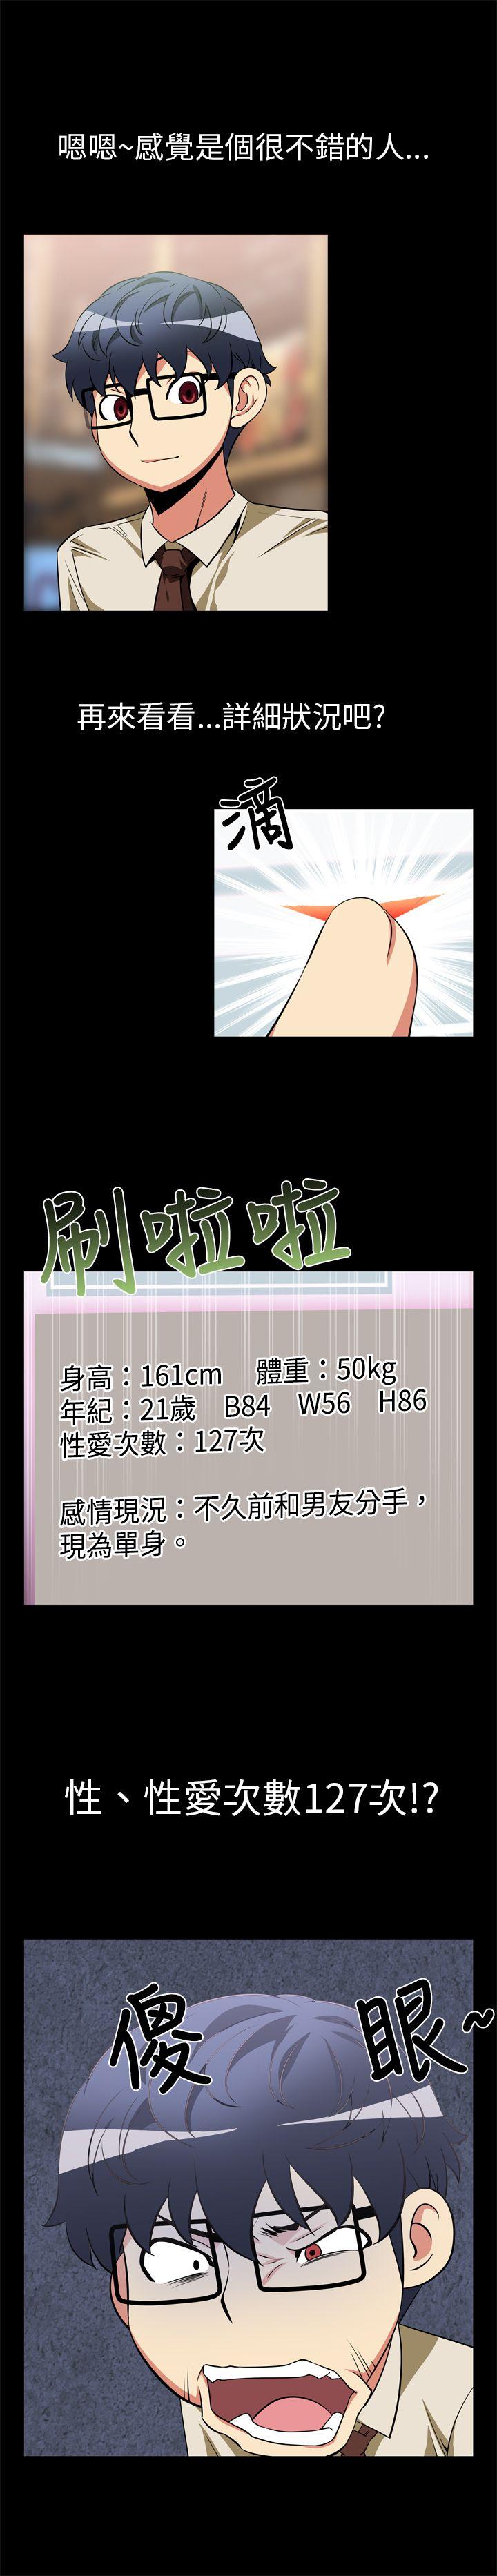 嗯嗯~感覺是個很不錯的人...
再來看看...詳細狀況吧?
滴
刷啦啦
身高：161cm 體重：50kg
年紀：21歲 B84 W56 H86
性愛次數：127次
感情現況：不久前和男友分手，
現為單身。
性、性愛次數127次!?
傻眼~